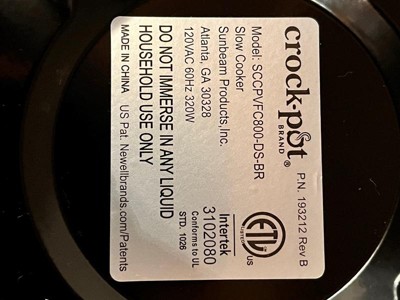 crock-pot®
BRAND
P.N. 193212 Rev B
Model: SCCPVFC800-DS-BR
Slow Cooker
Sunbeam Products,Inc.
Atlanta, GA 30328
120VAC 60Hz 320W
ETL
US
Intertek
3102080
Conforms to UL
STD. 1026
DO NOT IMMERSE IN ANY LIQUID
HOUSEHOLD USE ONLY
MADE IN CHINA US Pat. Newellbrands.com/Patents